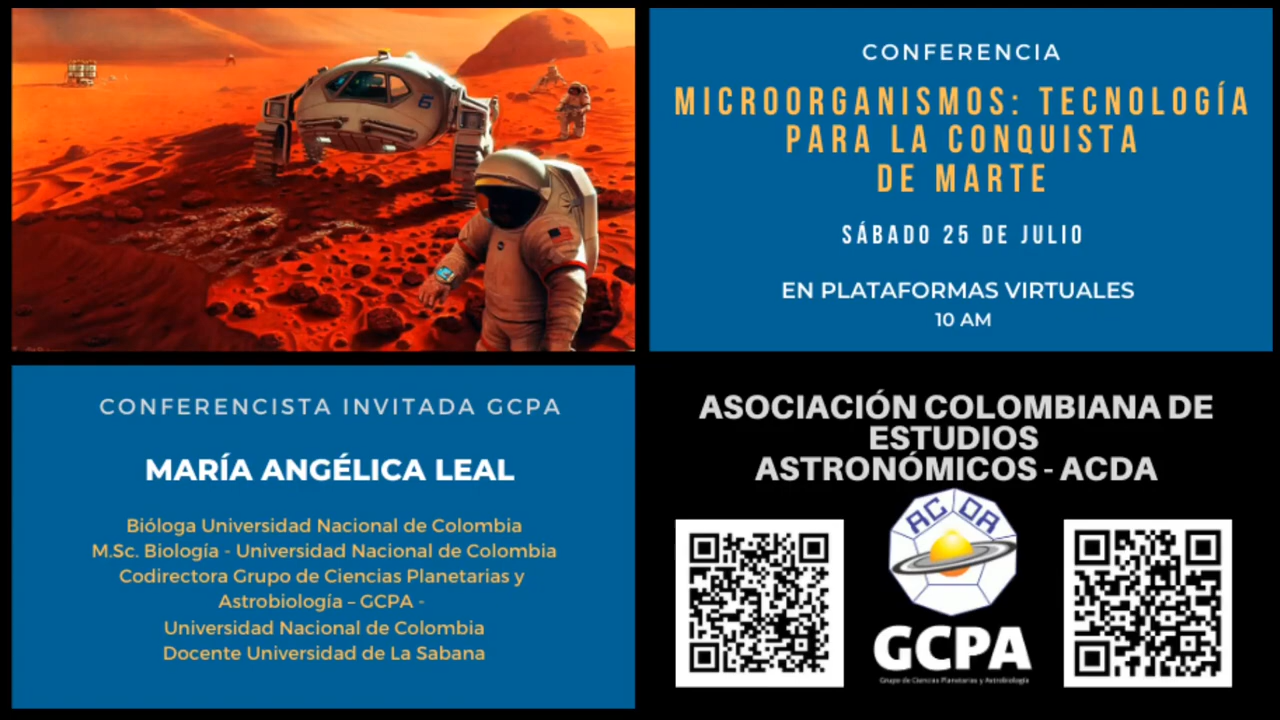 6
CONFERENCIA
MICROORGANISMOS: TECNOLOGÍA
PARA LA CONQUISTA
DE MARTE
SÁBADO 25 DE JULIO
EN PLATAFORMAS VIRTUALES
10 AM
CONFERENCISTA INVITADA GCPA
MARÍA ANGÉLICA LEAL
Bióloga Universidad Nacional de Colombia
M.Sc. Biología - Universidad Nacional de Colombia
Codirectora Grupo de Ciencias Planetarias y
Astrobiología – GCPA -
Universidad Nacional de Colombia
Docente Universidad de La Sabana
ASOCIACIÓN COLOMBIANA DE
ESTUDIOS
ASTRONÓMICOS - ACDA
ACDA
GCPA
Grupo de Ciencias Planetarias y Astrobiología